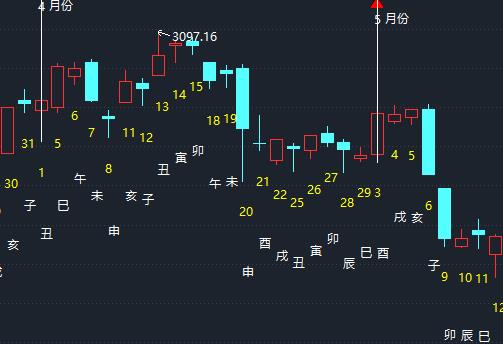 4 月份
5 月份
3097.16
30
31
1
5
6
7
8
11
12
13
14
15
18
19
20
21
22
25
26
27
28
29
3
4
5
6
9
10
11
12
亥
子
丑
巳
午
未
申
亥
子
丑
寅
卯
午
未
申
酉
戌
丑
寅
卯
辰
巳
酉
戌
亥
子
卯
辰
巳